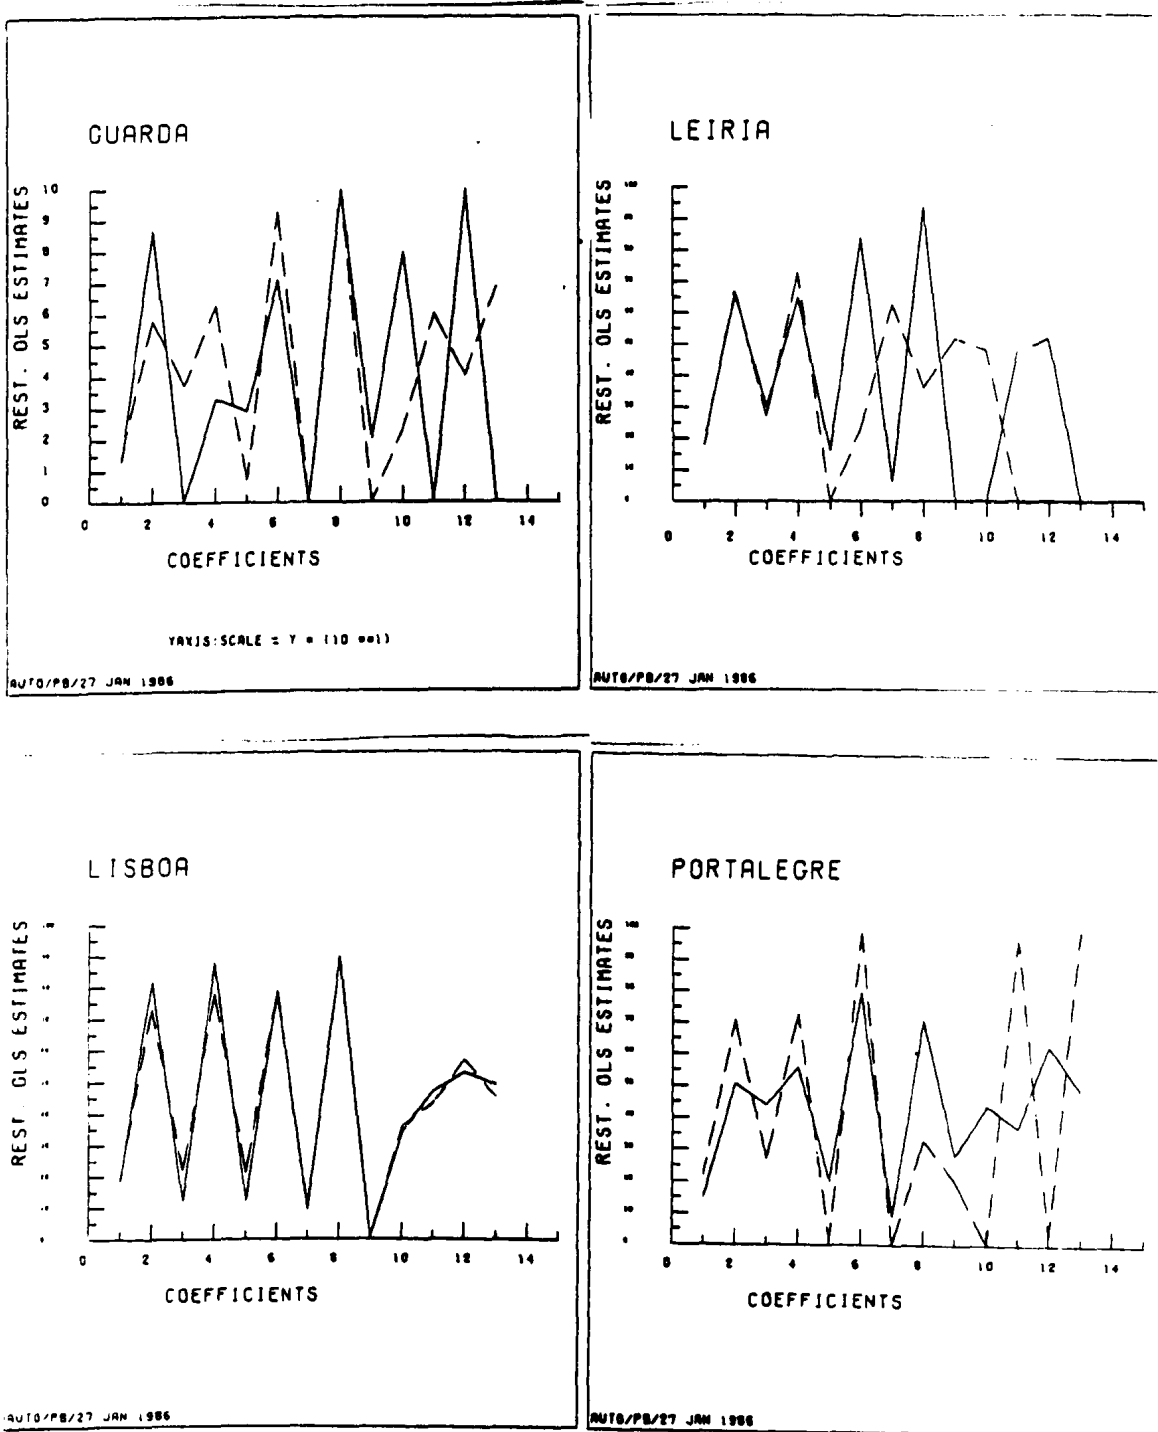 GUARDA
REST. OLS ESTIMATES
10
9
8
7
6
5
4
3
2
1
0
0 2 4 6 8 10 12 14
COEFFICIENTS
YAXIS:SCALE = Y * (10 **1)
AUTO/PB/27 JAN 1986
LEIRIA
REST. OLS ESTIMATES
0 2 4 6 8 10 12 14
COEFFICIENTS
AUTO/PB/27 JAN 1986
LISBOA
REST. OLS ESTIMATES
0 2 4 6 8 10 12 14
COEFFICIENTS
AUTO/PB/27 JAN 1986
PORTALEGRE
REST. OLS ESTIMATES
0 2 4 6 8 10 12 14
COEFFICIENTS
AUTO/PB/27 JAN 1986